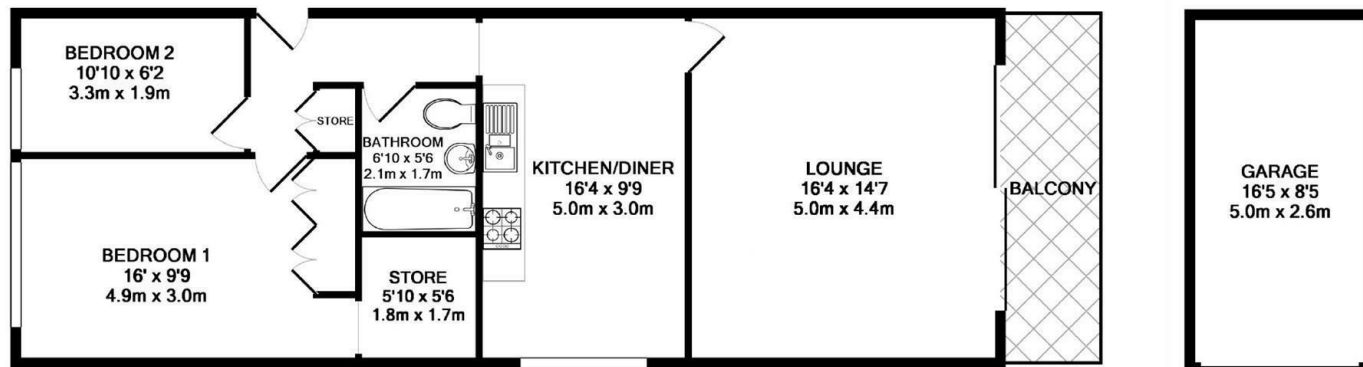 BEDROOM 2
10'10 x 6'2
3.3m x 1.9m
STORE
BATHROOM
6'10 x 5'6
2.1m x 1.7m
KITCHEN/DINER
16'4 x 9'9
5.0m x 3.0m
LOUNGE
16'4 x 14'7
5.0m x 4.4m
BALCONY
GARAGE
16'5 x 8'5
5.0m x 2.6m
BEDROOM 1
16' x 9'9
4.9m x 3.0m
STORE
5'10 x 5'6
1.8m x 1.7m